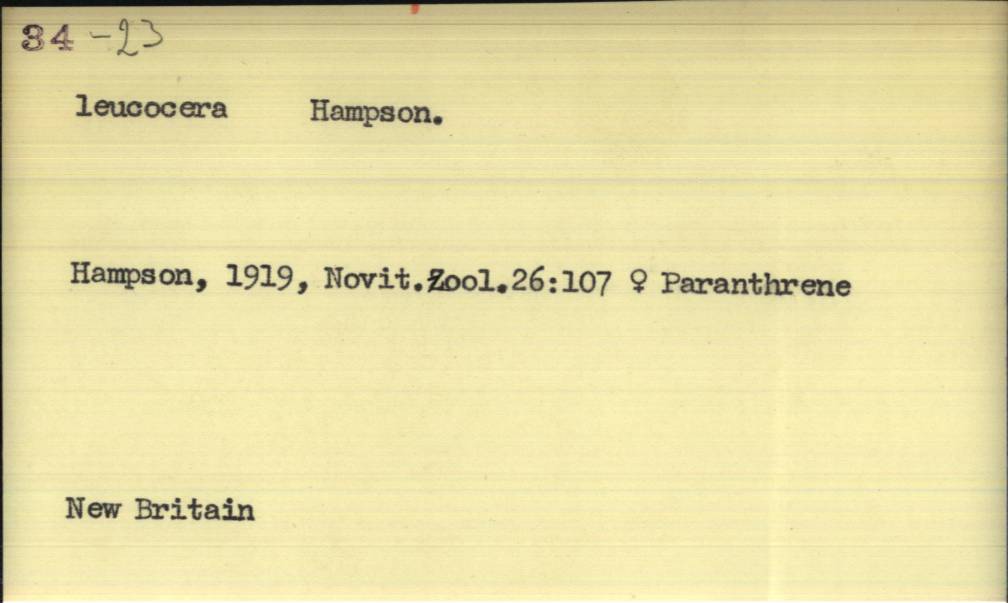 34 -23
leucocera Hampson.
Hampson, 1919, Novit.Zool.26:107 ♀ Paranthrene
New Britain